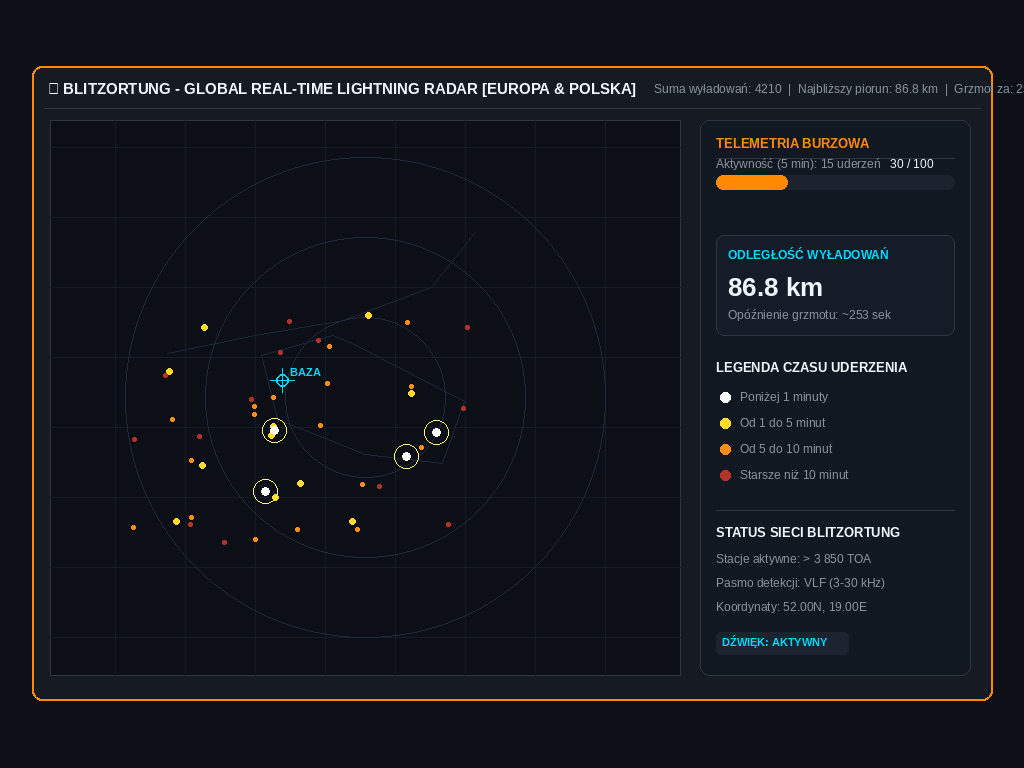 BLITZORTUNG - GLOBAL REAL-TIME LIGHTNING RADAR [EUROPA & POLSKA]
Suma wyładowań: 4210 | Najbliższy piorun: 86.8 km | Grzmot za: 25
TELEMETRIA BURZOWA
Aktywność (5 min): 15 uderzeń 30 / 100
ODLEGŁOŚĆ WYŁADOWAŃ
86.8 km
Opóźnienie grzmotu: ~253 sek
BAZA
LEGENDA CZASU UDERZENIA
Poniżej 1 minuty
Od 1 do 5 minut
Od 5 do 10 minut
Starsze niż 10 minut
STATUS SIECI BLITZORTUNG
Stacje aktywne: > 3 850 TOA
Pasmo detekcji: VLF (3-30 kHz)
Koordynaty: 52.00N, 19.00E
DŹWIĘK: AKTYWNY